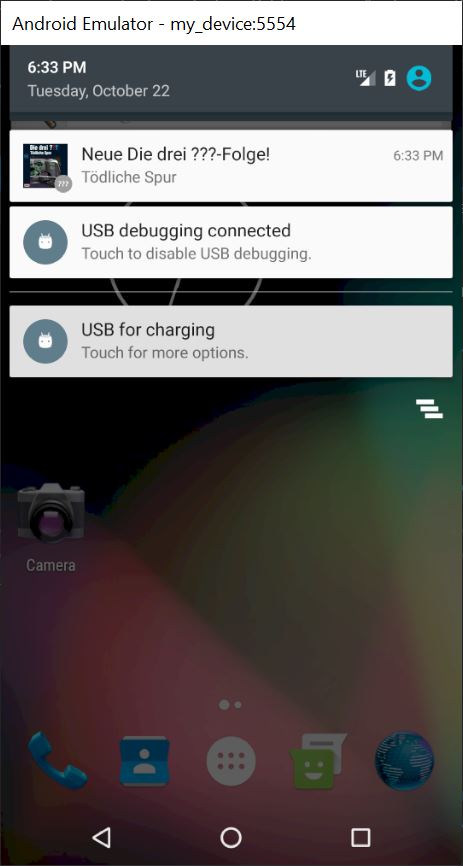 Android Emulator - my_device:5554
6:33 PM
Tuesday, October 22
LTE
Die drei ???
Tödliche Spur
???
Neue Die drei ???-Folge!
6:33 PM
Tödliche Spur
USB debugging connected
Touch to disable USB debugging.
USB for charging
Touch for more options.
Camera